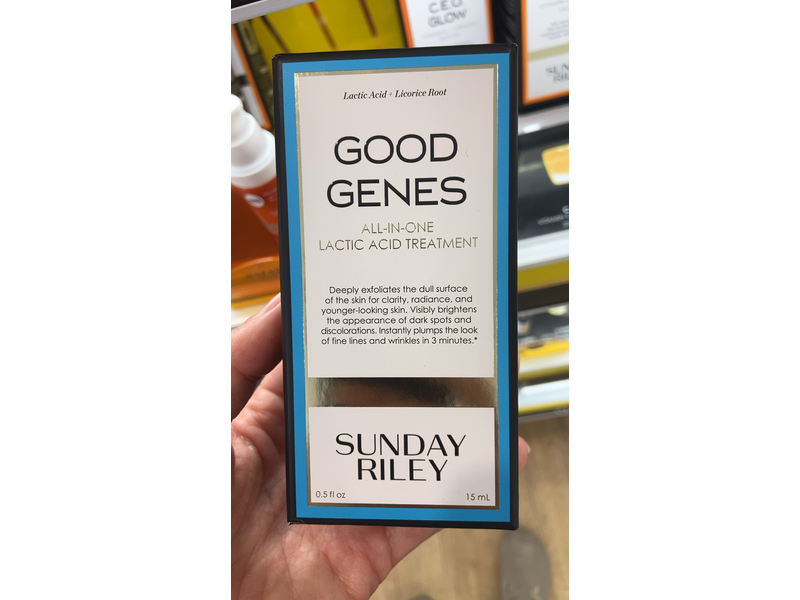 C.E.O.
GLOW
Lactic Acid + Licorice Root
GOOD
GENES
ALL-IN-ONE
LACTIC ACID TREATMENT
Deeply exfoliates the dull surface
of the skin for clarity, radiance, and
younger-looking skin. Visibly brightens
the appearance of dark spots and
discolorations. Instantly plumps the look
of fine lines and wrinkles in 3 minutes.*
SUNDAY
RILEY
0.5 fl oz
15 mL
RILEY